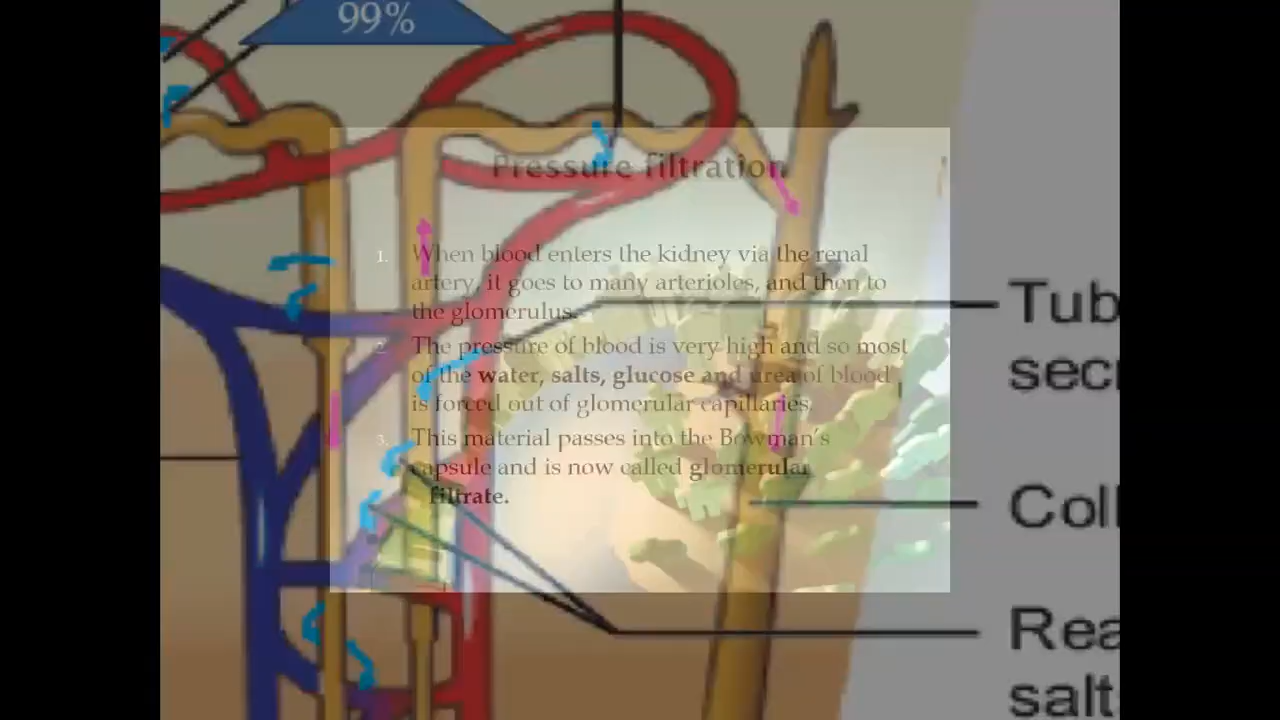 99%
Pressure filtration
1. When blood enters the kidney via the renal
artery, it goes to many arterioles, and then to
the glomerulus.
2. The pressure of blood is very high and so most
of the water, salts, glucose and urea of blood
is forced out of glomerular capillaries.
3. This material passes into the Bowman's
capsule and is now called glomerular
filtrate.
Tub
sec
Coll
Rea
salt